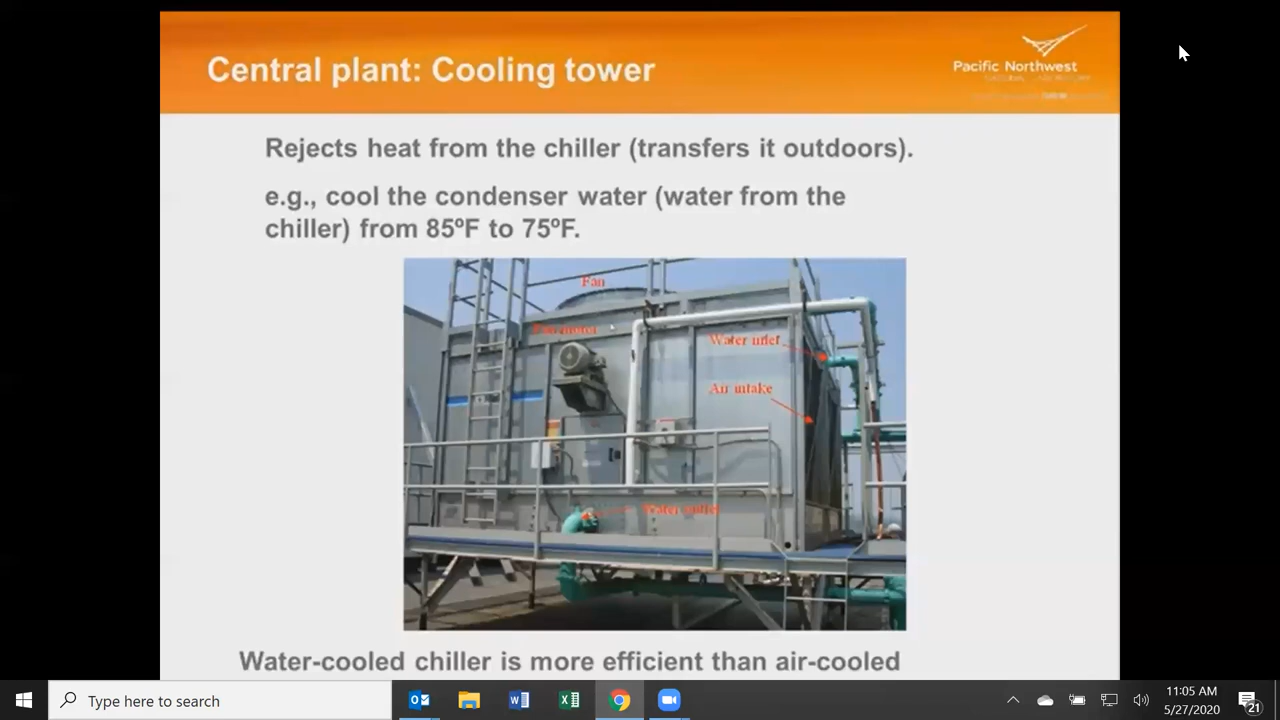 Central plant: Cooling tower
Pacific Northwest
Rejects heat from the chiller (transfers it outdoors).
e.g., cool the condenser water (water from the
chiller) from 85ºF to 75ºF.
Fan
Water inlet
Air intake
Water outlet
Water-cooled chiller is more efficient than air-cooled
Type here to search
11:05 AM
5/27/2020
21